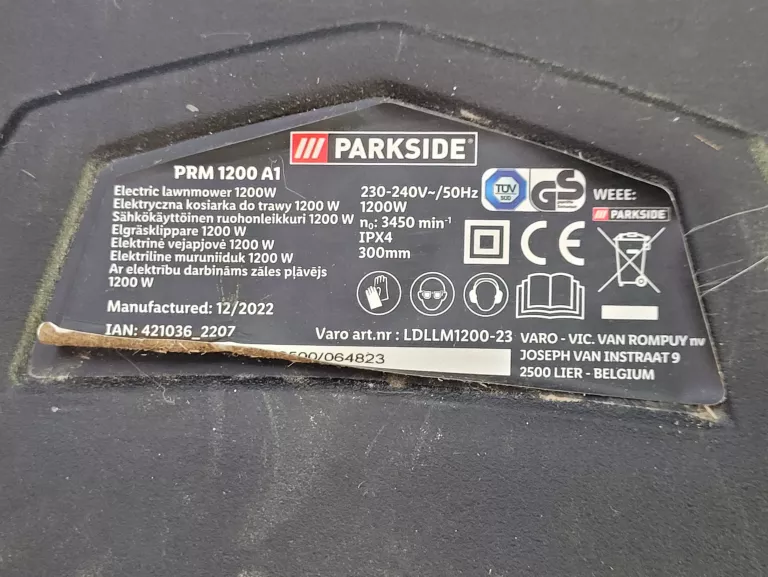 PARKSIDE®
PRM 1200 A1
Electric lawnmower 1200W
Elektryczna kosiarka do trawy 1200 W
Sähkökäyttöinen ruohonleikkuri 1200 W
Elgräsklippare 1200 W
Elektrinė vejapjovė 1200 W
Elektriline muruniiduk 1200 W
Ar elektrību darbināms zāles pļāvējs
1200 W
230-240V~/50Hz
1200W
n₀: 3450 min⁻¹
IPX4
300mm
TÜV
SÜD
GS
WEEE:
PARKSIDE
CE
Manufactured: 12/2022
IAN: 421036_2207
Varo art.nr: LDLLM1200-23
500/064823
VARO - VIC. VAN ROMPUY nv
JOSEPH VAN INSTRAAT 9
2500 LIER - BELGIUM